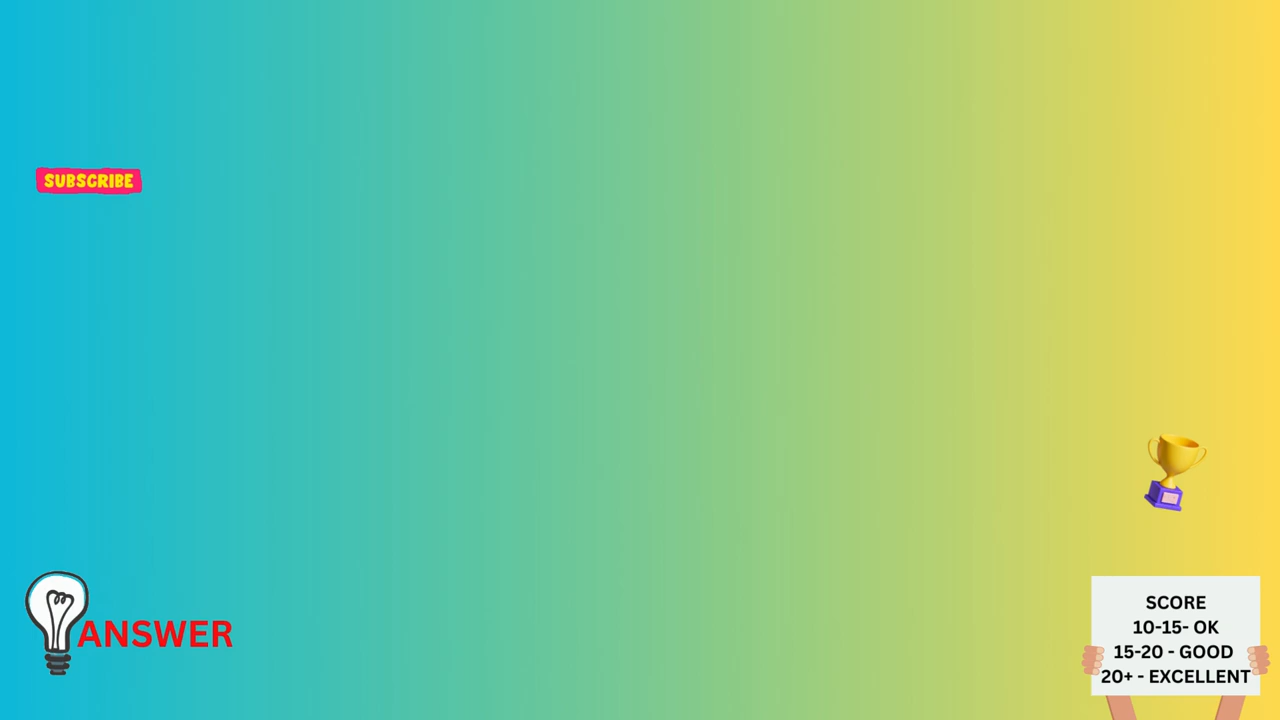 SUBSCRIBE
ANSWER
SCORE
10-15- OK
15-20 - GOOD
20+ - EXCELLENT